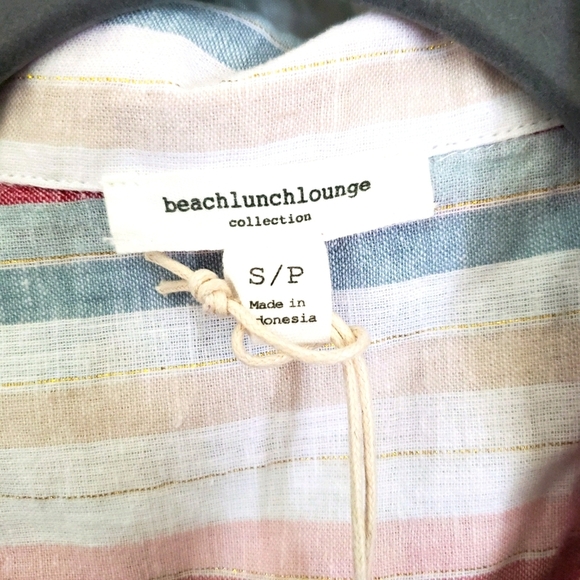 beachlunchlounge
collection
S/P
Made in
donesia